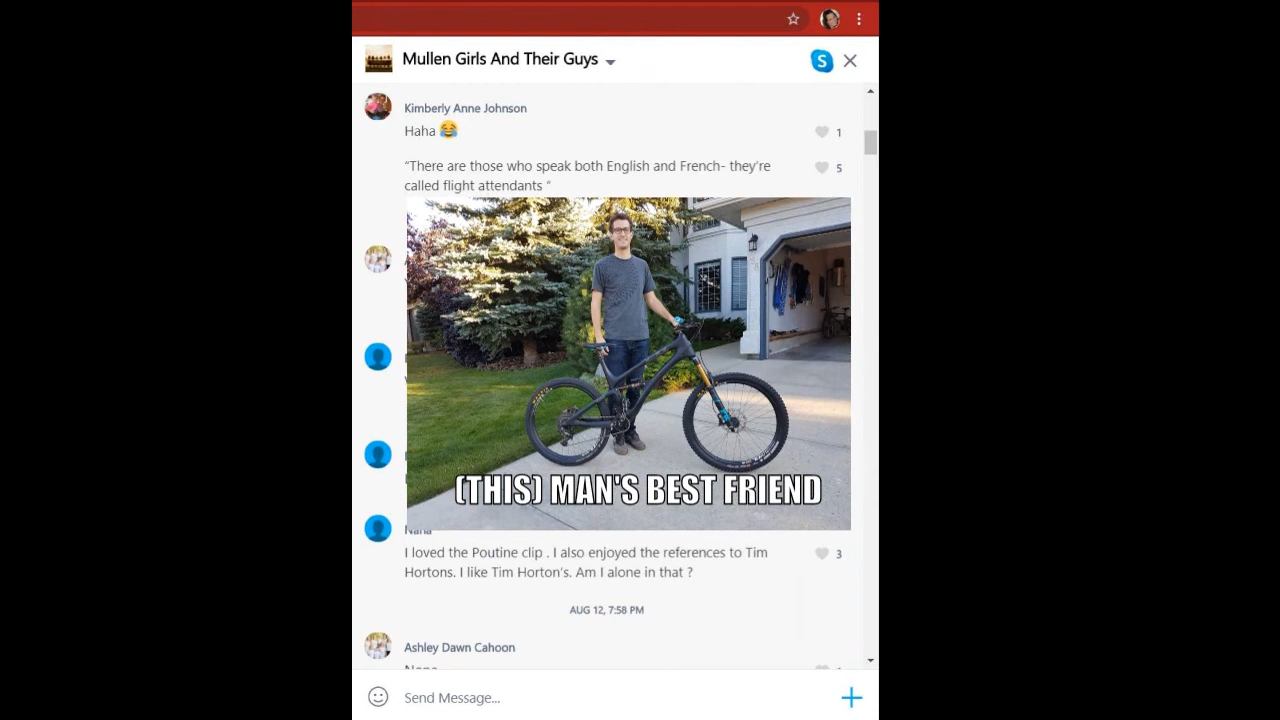 Mullen Girls And Their Guys
S
Kimberly Anne Johnson
Haha 😂
1
“There are those who speak both English and French- they're
called flight attendants “
5
(THIS) MAN'S BEST FRIEND
Nana
I loved the Poutine clip . I also enjoyed the references to Tim
Hortons. I like Tim Horton's. Am I alone in that ?
3
AUG 12, 7:58 PM
Ashley Dawn Cahoon
Nana
Send Message...